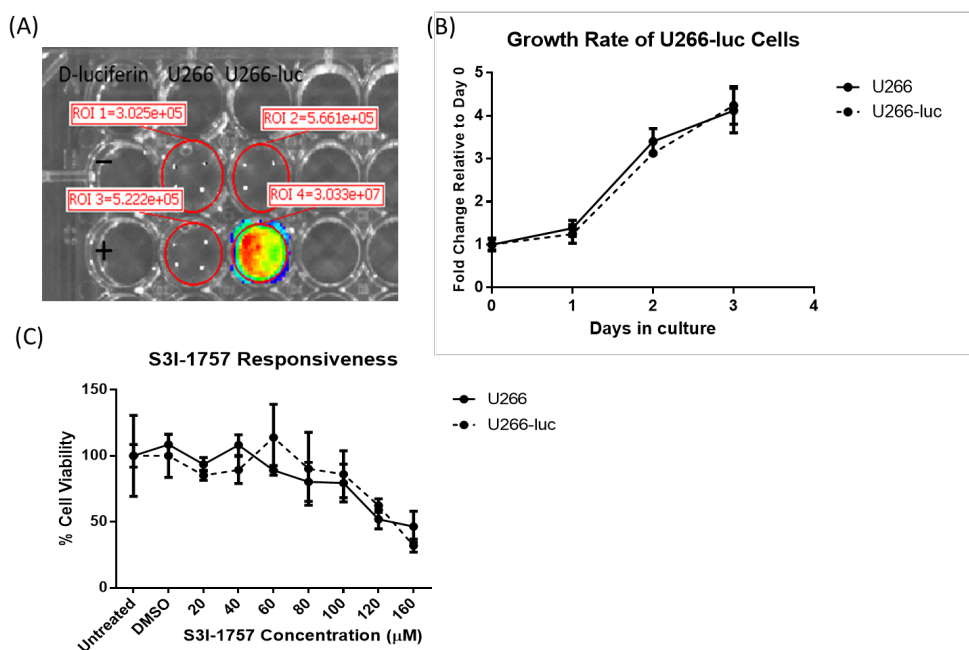 (A)
D-luciferin U266 U266-luc
ROI 1=3.025e+05
ROI 2=5.661e+05
−
ROI 3=5.222e+05
ROI 4=3.033e+07
+
(B)
Growth Rate of U266-luc Cells
Fold Change Relative to Day 0
5
4
3
2
1
0
0 1 2 3 4
Days in culture
U266
U266-luc
(C)
S3I-1757 Responsiveness
% Cell Viability
150
100
50
0
Untreated DMSO 20 40 60 80 100 120 160
S3I-1757 Concentration (μM)
U266
U266-luc